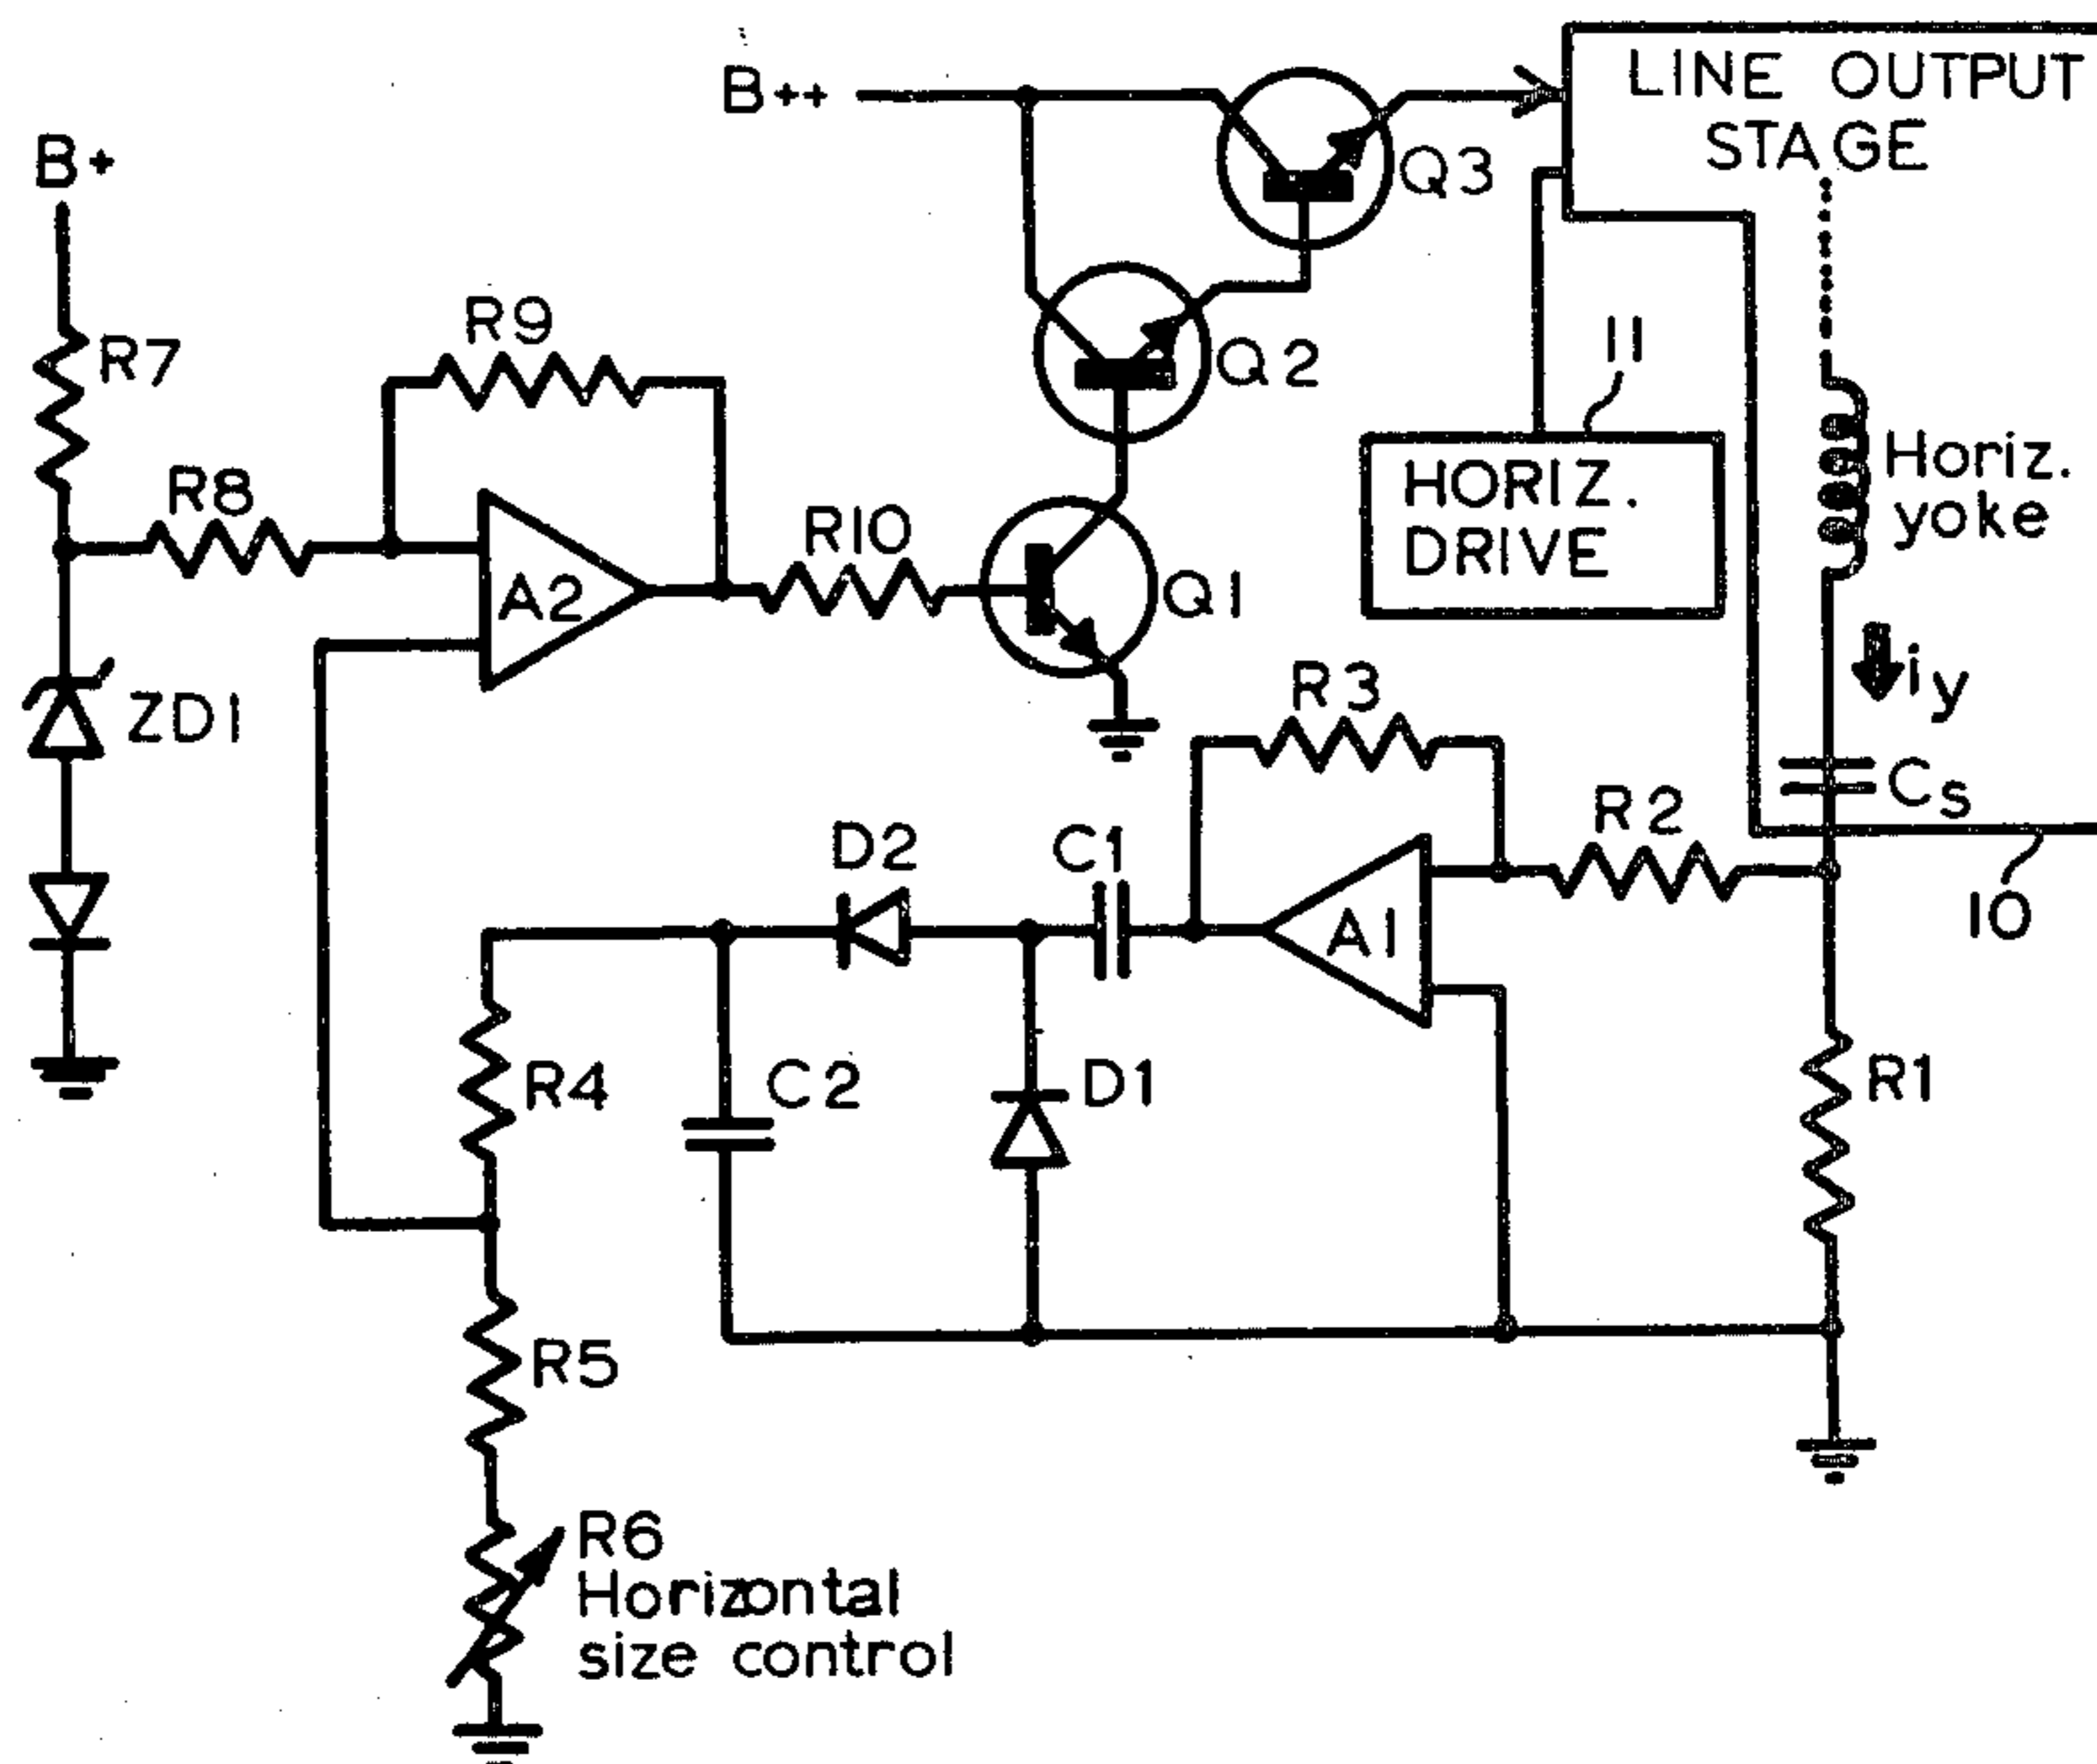 B++
LINE OUTPUT
STAGE
B+
Q3
R7
R9
Q2
11
R8
HORIZ.
DRIVE
Horiz.
yoke
R10
A2
Q1
ZD1
R3
iy
Cs
R2
D2
C1
A1
10
R4
C2
D1
R1
R5
R6
Horizontal
size control